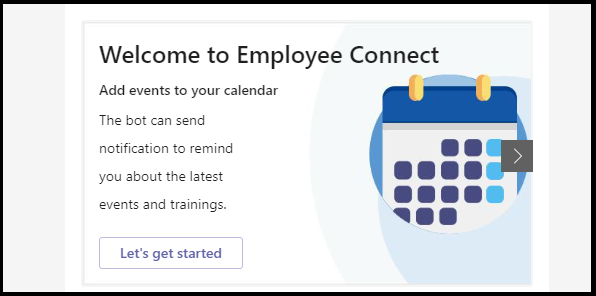 Welcome to Employee Connect
Add events to your calendar
The bot can send
notification to remind
you about the latest
events and trainings.
Let's get started